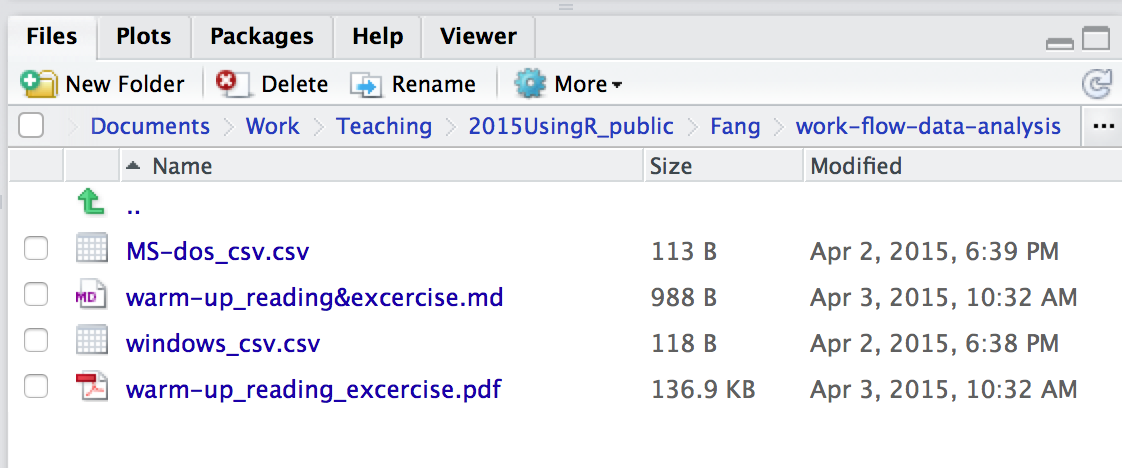 Files Plots Packages Help Viewer
New Folder Delete Rename More
Documents Work Teaching 2015UsingR_public Fang work-flow-data-analysis ...
Name Size Modified
..
MS-dos_csv.csv 113 B Apr 2, 2015, 6:39 PM
MD warm-up_reading&excercise.md 988 B Apr 3, 2015, 10:32 AM
windows_csv.csv 118 B Apr 2, 2015, 6:38 PM
warm-up_reading_excercise.pdf 136.9 KB Apr 3, 2015, 10:32 AM